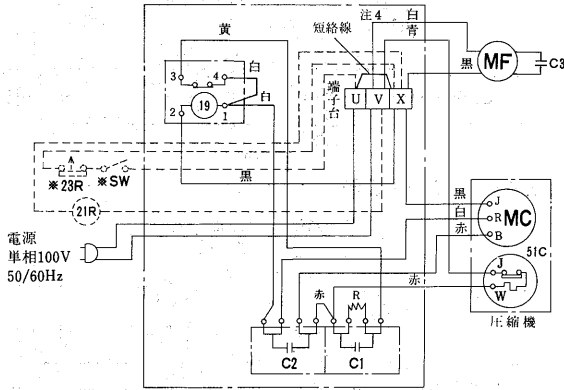 注4
白
青
黄
短絡線
MF
C3
黒
白
3
4
19
2
1
白
端子台
U V X
※23R
※SW
黒
21R
電源
単相100V
50/60Hz
黒
白
赤
J
R
B
MC
51C
J
W
圧縮機
赤
赤
R
C2
C1